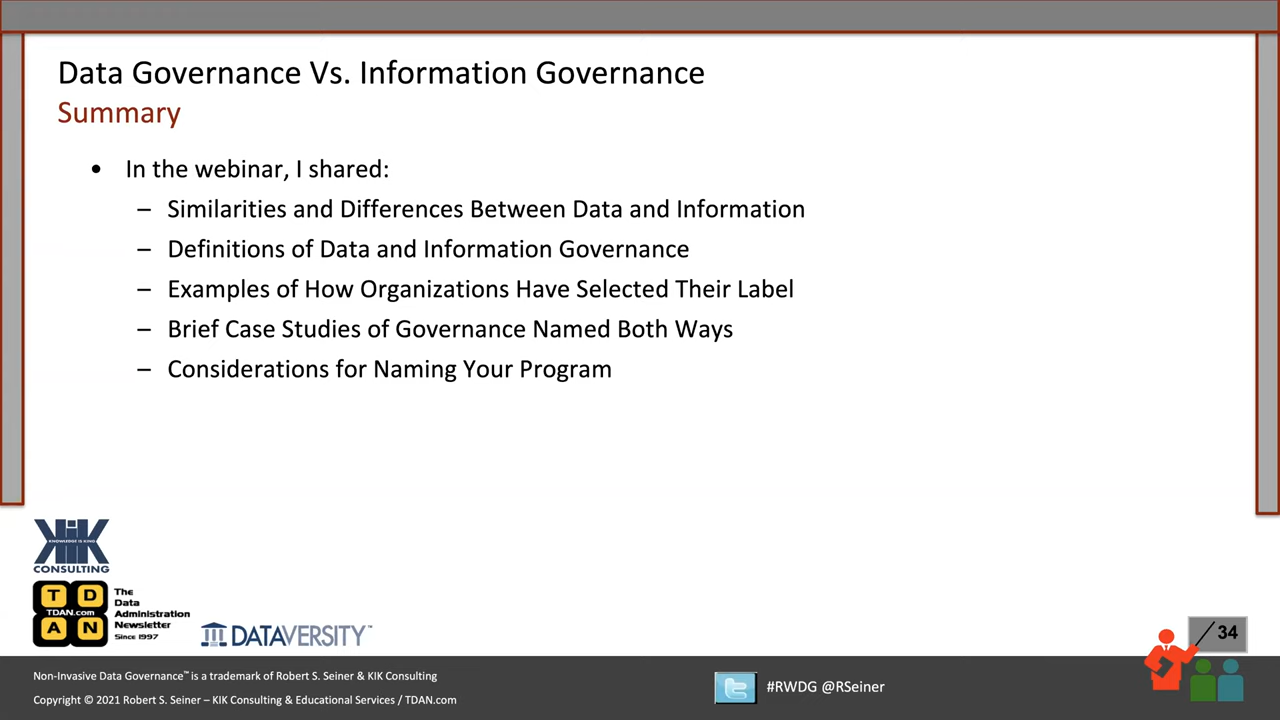 Data Governance Vs. Information Governance
Summary
• In the webinar, I shared:
– Similarities and Differences Between Data and Information
– Definitions of Data and Information Governance
– Examples of How Organizations Have Selected Their Label
– Brief Case Studies of Governance Named Both Ways
– Considerations for Naming Your Program
KIK
KNOWLEDGE IS KING
CONSULTING
T D
TDAN.com
A N
The
Data
Administration
Newsletter
Since 1997
DATAVERSITY™
34
Non-Invasive Data Governance™ is a trademark of Robert S. Seiner & KIK Consulting
Copyright © 2021 Robert S. Seiner – KIK Consulting & Educational Services / TDAN.com
#RWDG @RSeiner